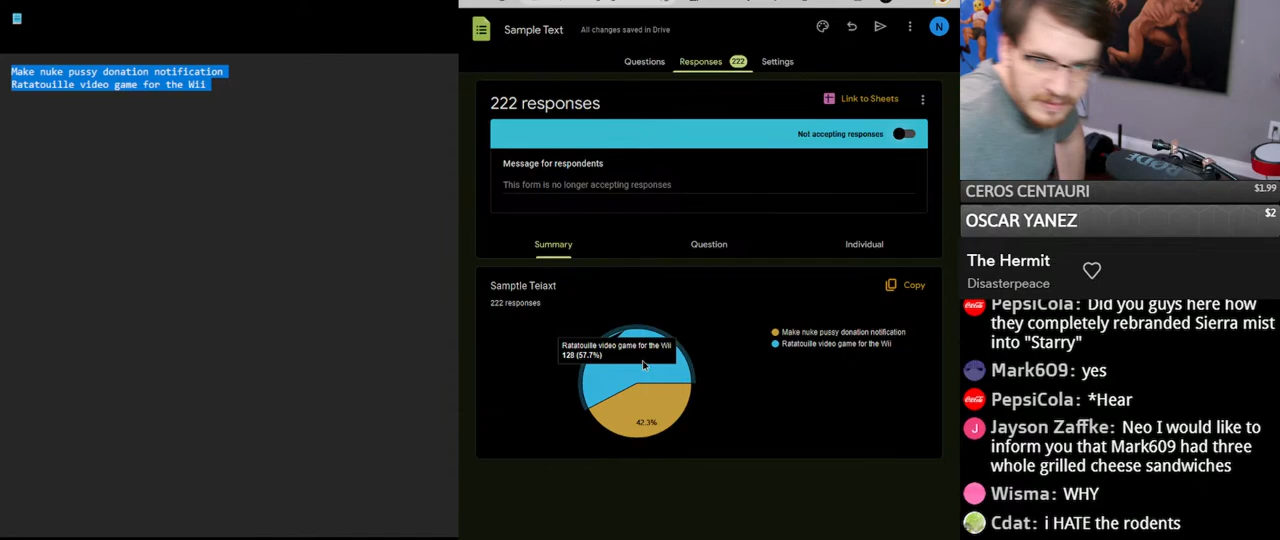 Make nuke pussy donation notification
Ratatouille video game for the Wii
Sample Text
All changes saved in Drive
N
Questions
Responses 222
Settings
222 responses
Link to Sheets
Not accepting responses
Message for respondents
This form is no longer accepting responses
Summary
Question
Individual
Samptle Teiaxt
Copy
222 responses
Make nuke pussy donation notification
Ratatouille video game for the Wii
Ratatouille video game for the Wii
128 (57.7%)
42.3%
RODE
CEROS CENTAURI $1.99
OSCAR YANEZ $2
The Hermit
Disasterpeace
PepsiCola: Did you guys here how
they completely rebranded Sierra mist
into "Starry"
Mark609: yes
PepsiCola: *Hear
Jayson Zaffke: Neo I would like to
inform you that Mark609 had three
whole grilled cheese sandwiches
Wisma: WHY
Cdat: i HATE the rodents